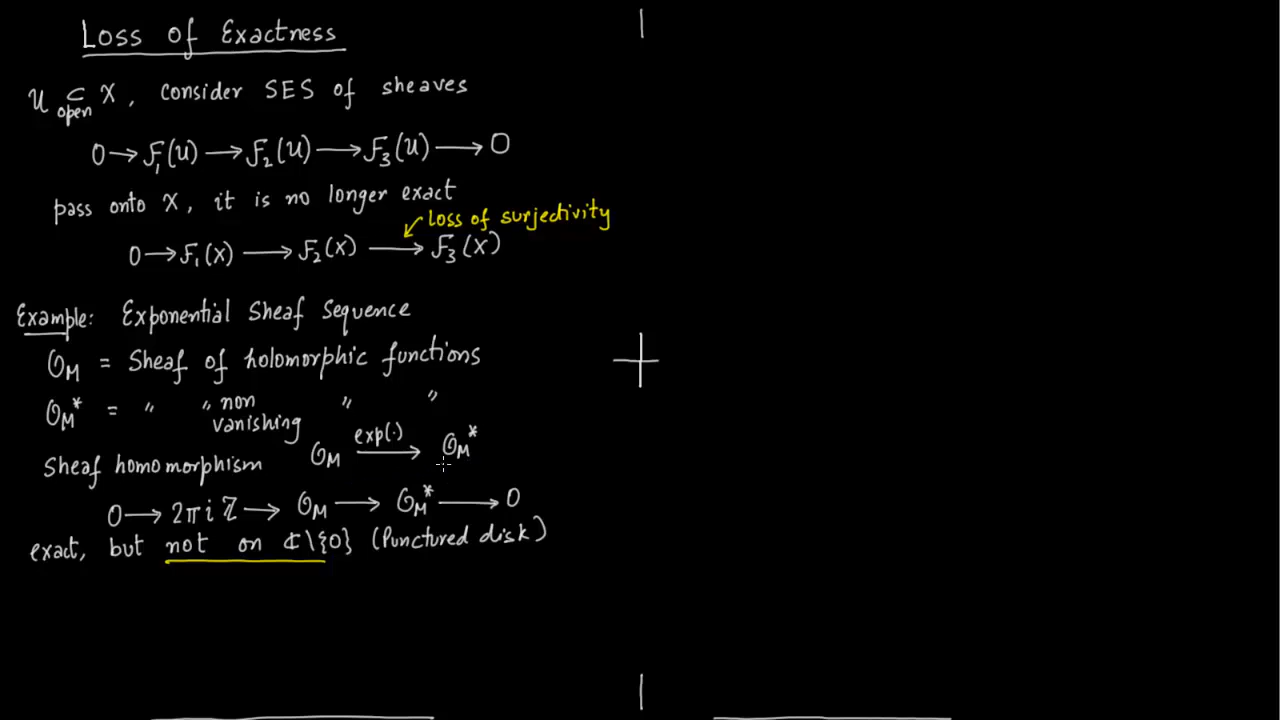 Loss of Exactness
U ⊂ open X, consider SES of sheaves
0 → F₁(U) → F₂(U) → F₃(U) → 0
pass onto X, it is no longer exact
loss of surjectivity
0 → F₁(X) → F₂(X) → F₃(X)
Example: Exponential Sheaf Sequence
𝒪_M = Sheaf of holomorphic functions
𝒪_M* = " " non vanishing " "
Sheaf homomorphism 𝒪_M exp(·) → 𝒪_M*
0 → 2πiℤ → 𝒪_M → 𝒪_M* → 0
exact, but not on ℂ\{0} (Punctured disk)